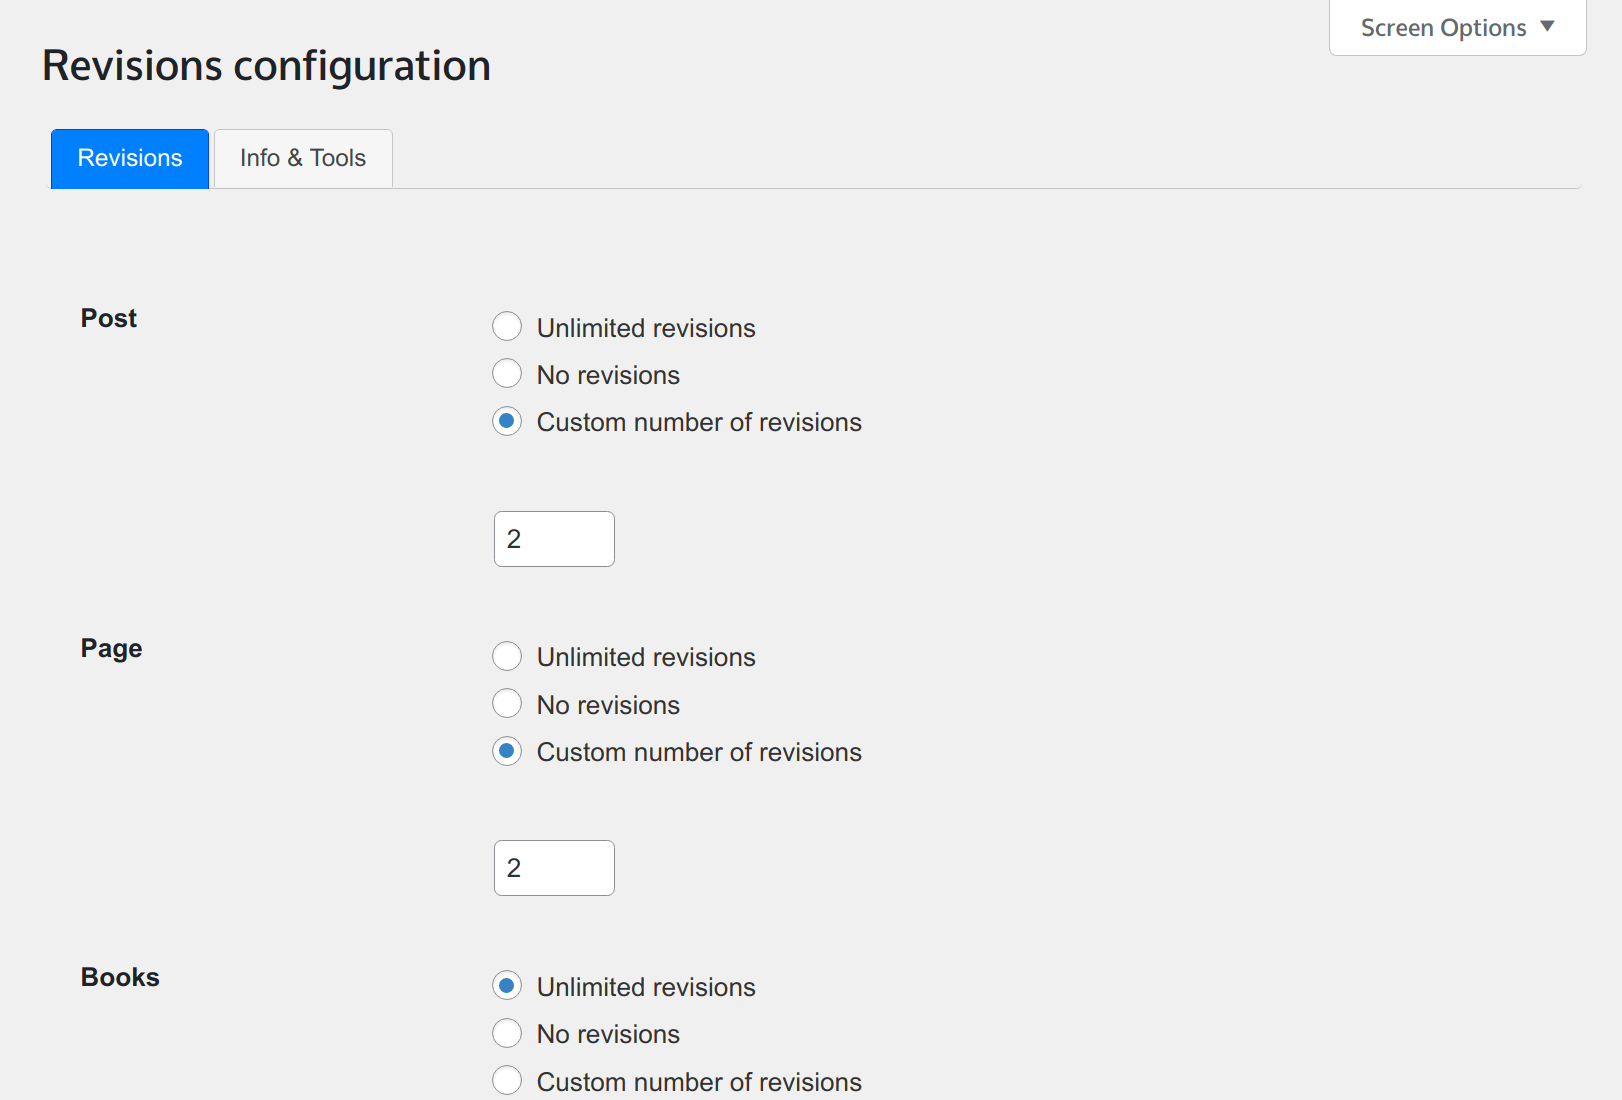 Screen Options
Revisions configuration
Revisions
Info & Tools
Post
Unlimited revisions
No revisions
Custom number of revisions
2
Page
Unlimited revisions
No revisions
Custom number of revisions
2
Books
Unlimited revisions
No revisions
Custom number of revisions